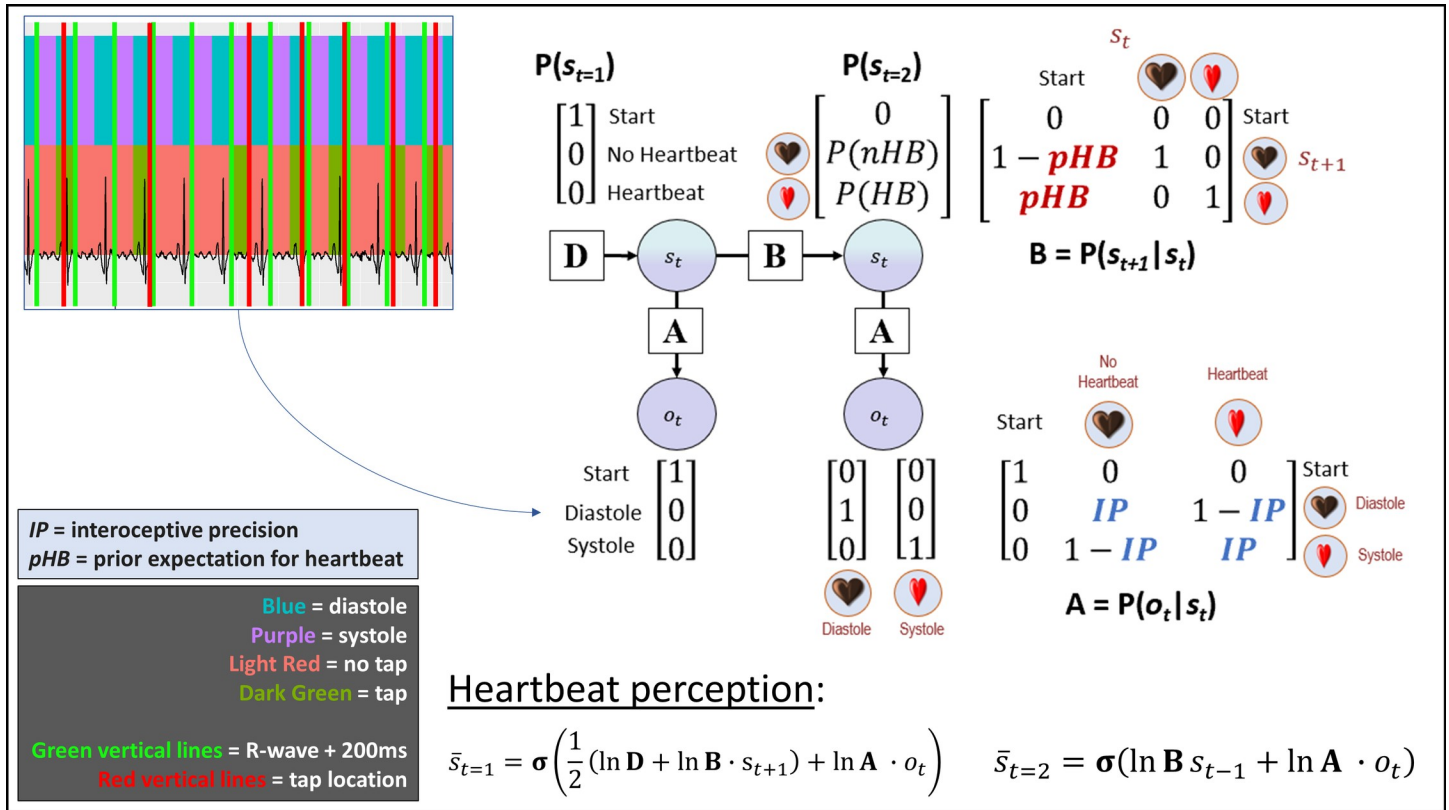 P(s_{t=1})
[1] Start
[0] No Heartbeat
[0] Heartbeat
P(s_{t=2})
0
P(nHB)
P(HB)
s_t
Start
0 0 0 Start
1 − pHB 1 0 s_{t+1}
pHB 0 1
B = P(s_{t+1}|s_t)
D s_t B s_t
A A
o_t o_t
Start [1] [0] [0]
Diastole [0] [1] [0]
Systole [0] [0] [1]
Diastole Systole
No
Heartbeat Heartbeat
Start
1 0 0 Start
0 IP 1 − IP Diastole
0 1 − IP IP Systole
A = P(o_t|s_t)
IP = interoceptive precision
pHB = prior expectation for heartbeat
Blue = diastole
Purple = systole
Light Red = no tap
Dark Green = tap
Green vertical lines = R-wave + 200ms
Red vertical lines = tap location
Heartbeat perception:
s̄_{t=1} = σ(1/2 (ln D + ln B · s_{t+1}) + ln A · o_t)
s̄_{t=2} = σ(ln B s_{t−1} + ln A · o_t)